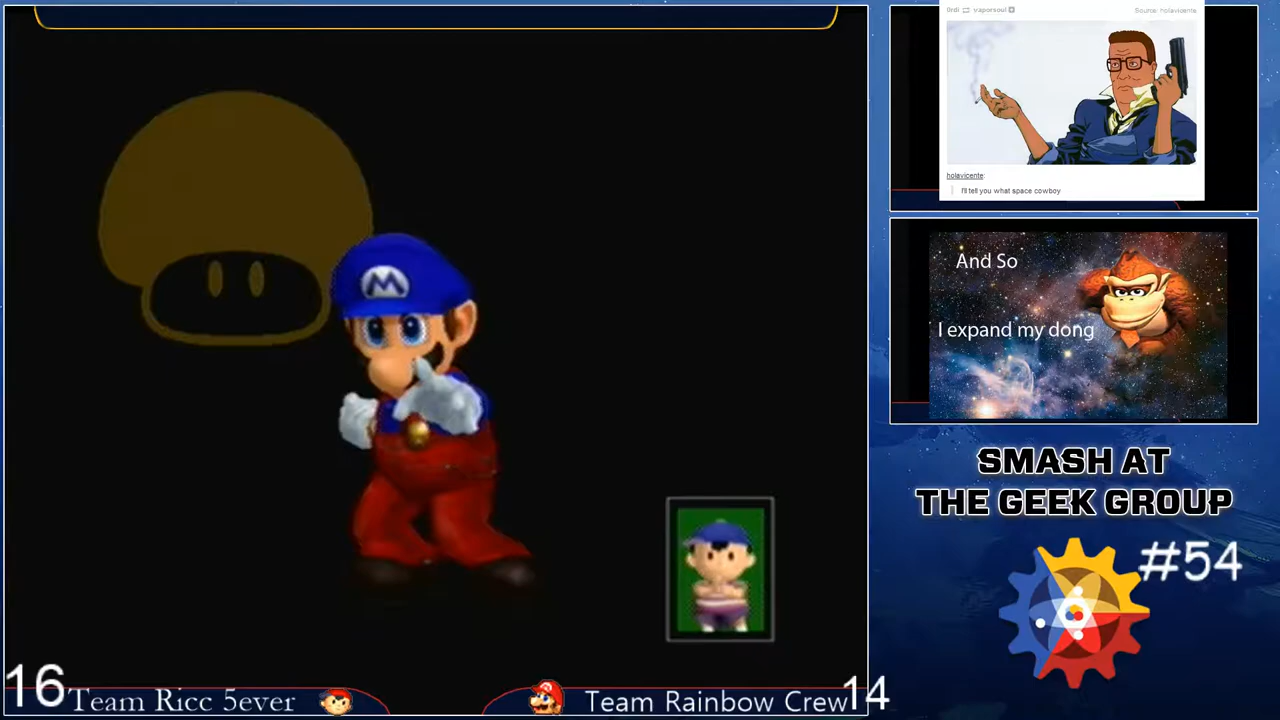 0rdi vaporsoul
Source: holavicente
holavicente:
I'll tell you what space cowboy
And So
I expand my dong
SMASH AT
THE GEEK GROUP
#54
M
16 Team Ricc 5ever
Team Rainbow Crew 14